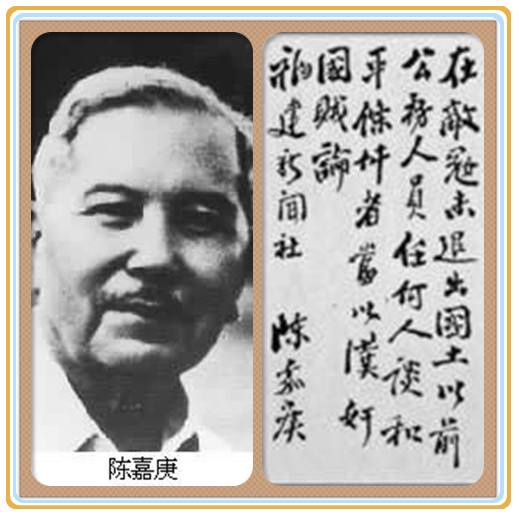 陈嘉庚
在敵寇未退出國土以前
公務人員任何人談和
平條件者當以漢奸
國賊論
福建新聞社 陳嘉庚